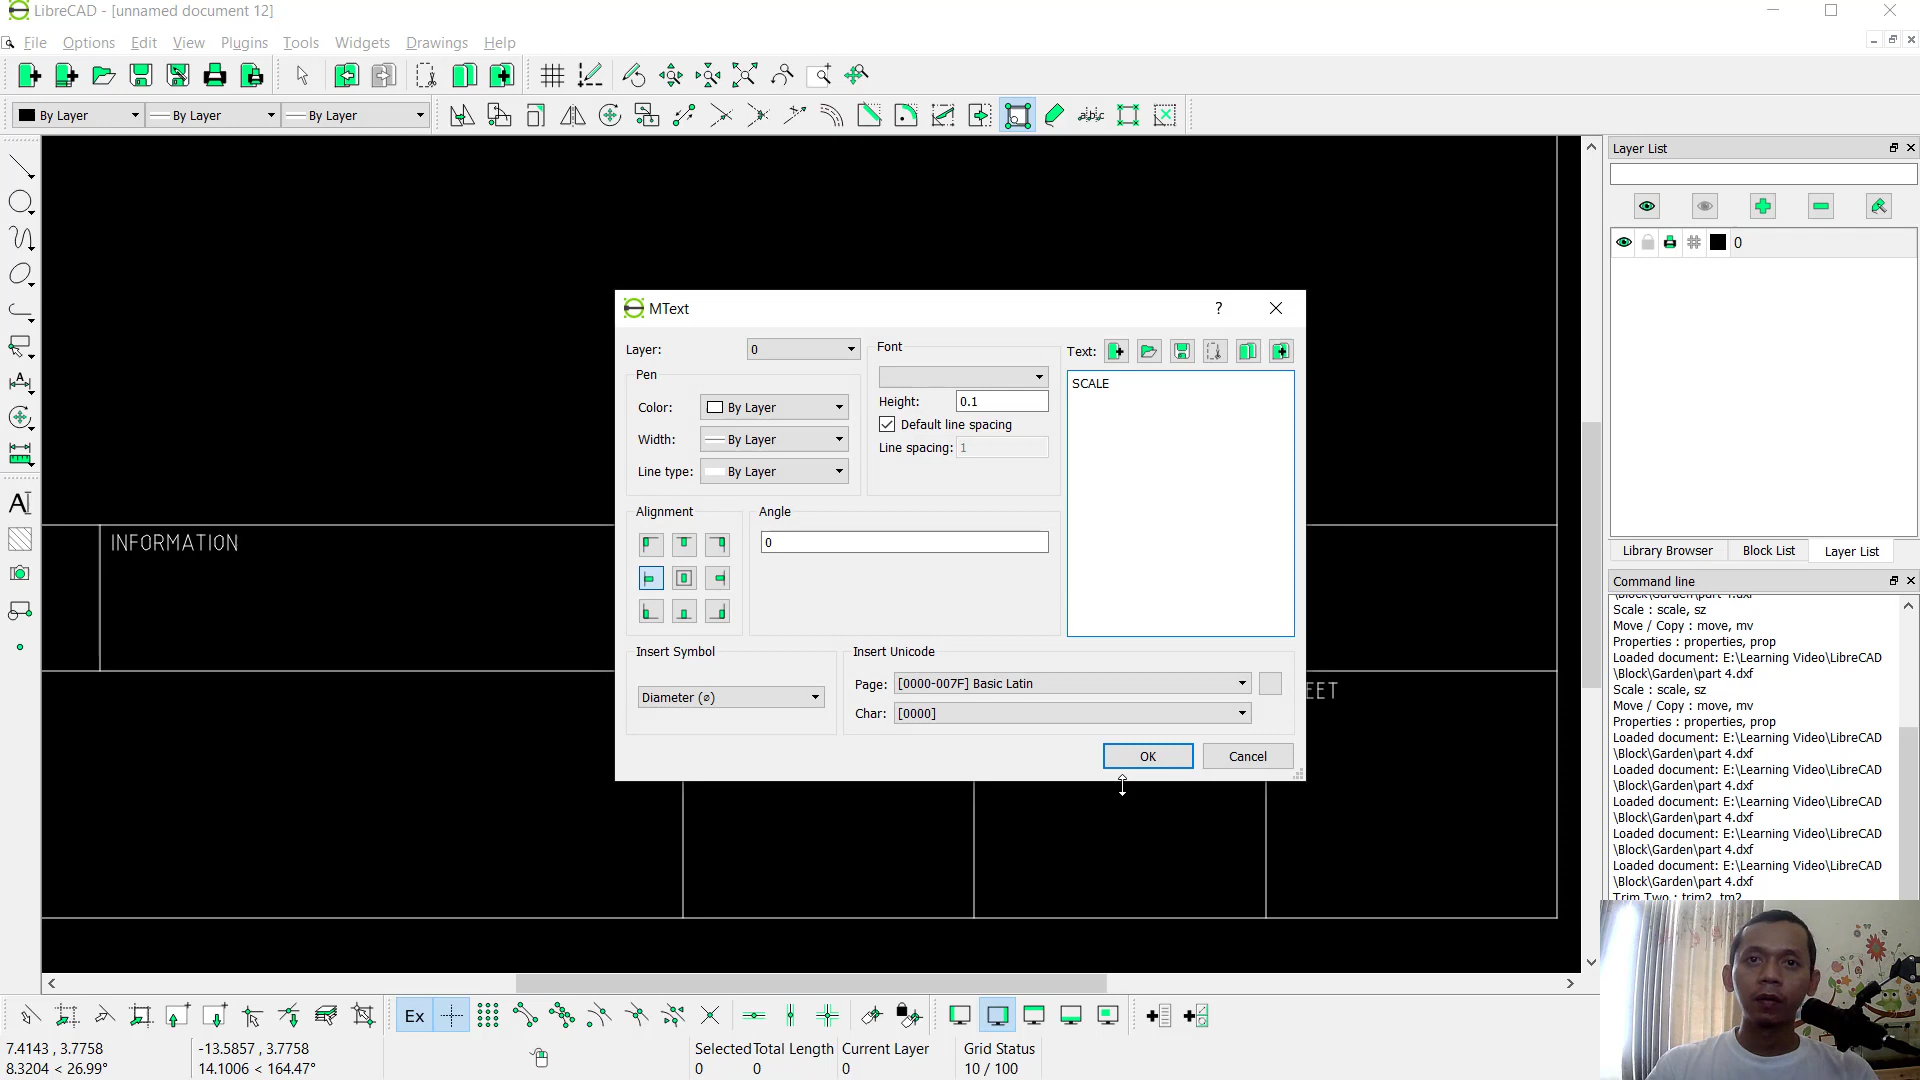 LibreCAD - [unnamed document 12]
File Options Edit View Plugins Tools Widgets Drawings Help
By Layer By Layer By Layer
Layer List
0
INFORMATION
EET
MText
?
Layer: 0
Pen
Color: By Layer
Width: By Layer
Line type: By Layer
Font
Height: 0.1
Default line spacing
Line spacing: 1
Text:
SCALE
Alignment
Angle
0
Insert Symbol
Diameter (⌀)
Insert Unicode
Page: [0000-007F] Basic Latin
Char: [0000]
OK Cancel
Library Browser Block List Layer List
Command line
\Block\Garden\part 4.dxf
Scale : scale, sz
Move / Copy : move, mv
Properties : properties, prop
Loaded document: E:\Learning Video\LibreCAD
\Block\Garden\part 4.dxf
Scale : scale, sz
Move / Copy : move, mv
Properties : properties, prop
Loaded document: E:\Learning Video\LibreCAD
\Block\Garden\part 4.dxf
Loaded document: E:\Learning Video\LibreCAD
\Block\Garden\part 4.dxf
Loaded document: E:\Learning Video\LibreCAD
\Block\Garden\part 4.dxf
Loaded document: E:\Learning Video\LibreCAD
\Block\Garden\part 4.dxf
Loaded document: E:\Learning Video\LibreCAD
\Block\Garden\part 4.dxf
Trim Two : trim2, tm2
Ex
7.4143 , 3.7758 -13.5857 , 3.7758 Selected Total Length Current Layer Grid Status
8.3204 < 26.99° 14.1006 < 164.47° 0 0 0 10 / 100